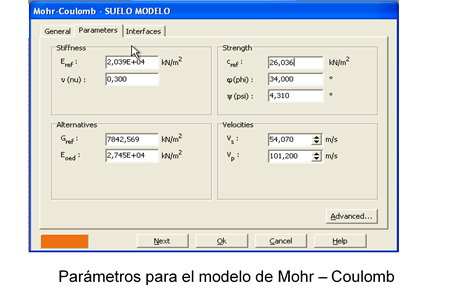 Mohr-Coulomb - SUELO MODELO
General Parameters Interfaces
Stiffness
E ref : 2,039E+04 kN/m²
ν (nu) : 0,300
Strength
c ref : 26,036 kN/m²
φ(phi) : 34,000 °
ψ (psi) : 4,310 °
Alternatives
G ref : 7842,569 kN/m²
E oed : 2,745E+04 kN/m²
Velocities
V s : 54,070 m/s
V p : 101,200 m/s
Advanced...
Next Ok Cancel Help
Parámetros para el modelo de Mohr – Coulomb